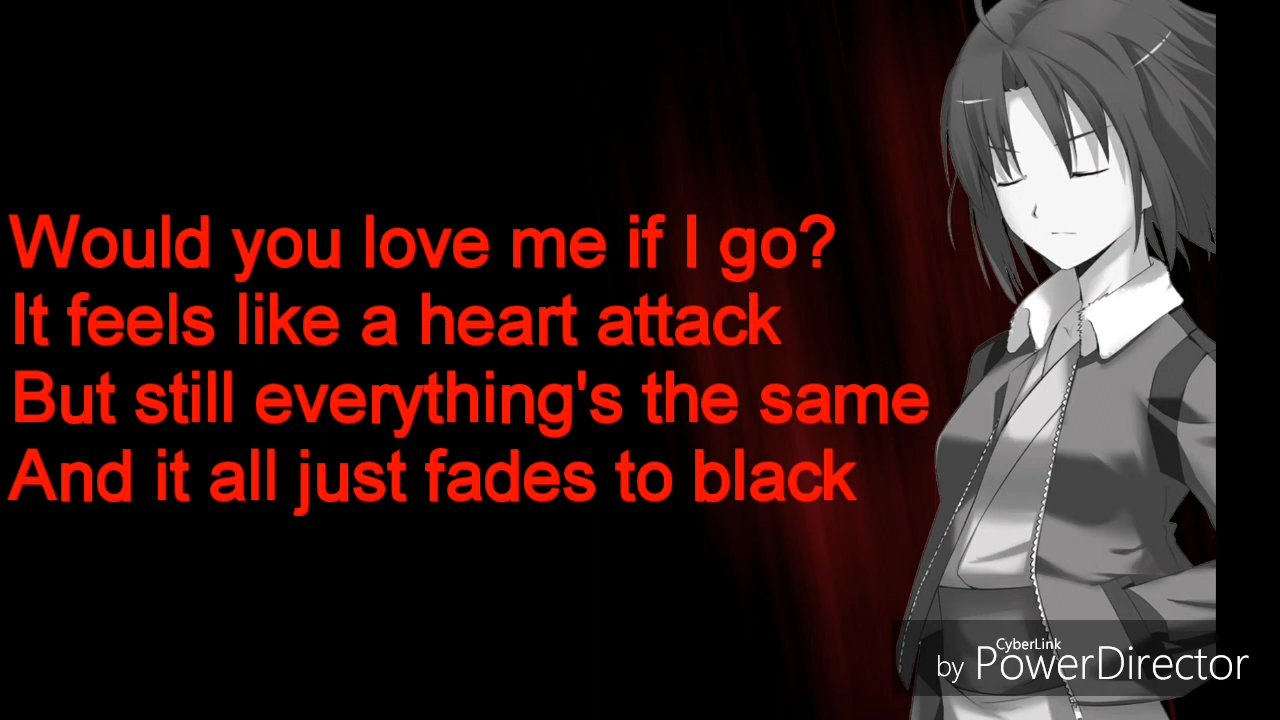 Would you love me if I go?
It feels like a heart attack
But still everything's the same
And it all just fades to black
CyberLink
by PowerDirector